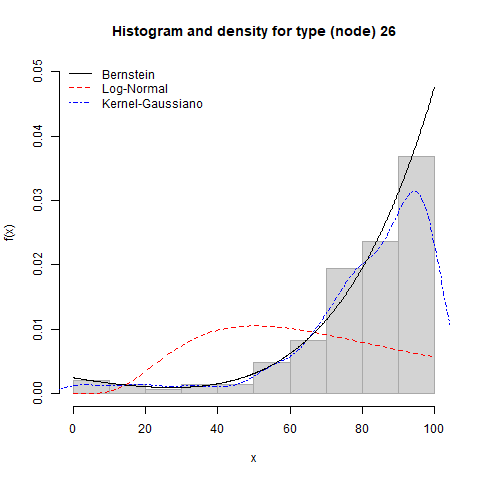 Histogram and density for type (node) 26
Bernstein
Log-Normal
Kernel-Gaussiano
f(x)
0.05
0.04
0.03
0.02
0.01
0.00
0 20 40 60 80 100
x